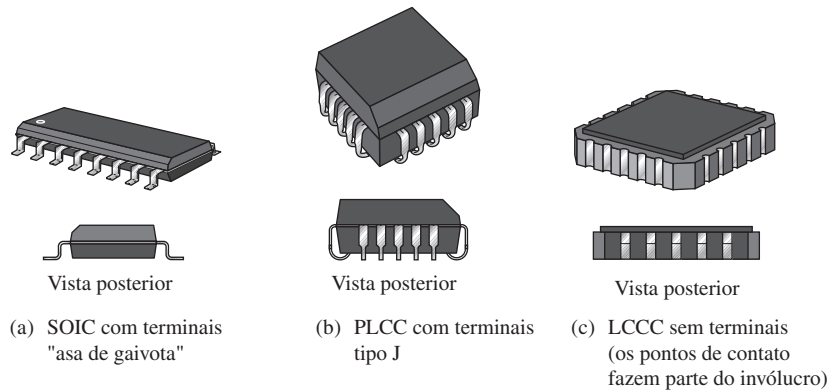 Vista posterior
(a) SOIC com terminais
"asa de gaivota"
Vista posterior
(b) PLCC com terminais
tipo J
Vista posterior
(c) LCCC sem terminais
(os pontos de contato
fazem parte do invólucro)